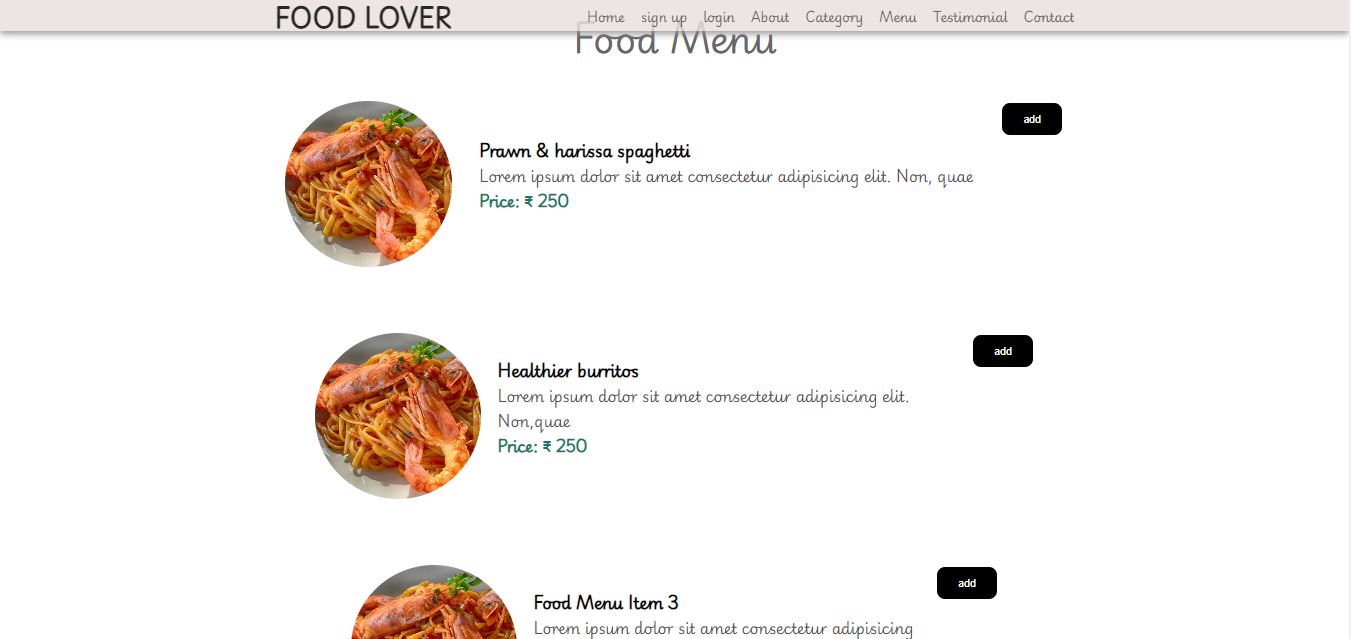 FOOD LOVER
Home sign up login About Category Menu Testimonial Contact
Food Menu
add
Prawn & harissa spaghetti
Lorem ipsum dolor sit amet consectetur adipisicing elit. Non, quae
Price: ₹ 250
add
Healthier burritos
Lorem ipsum dolor sit amet consectetur adipisicing elit.
Non,quae
Price: ₹ 250
add
Food Menu Item 3
Lorem ipsum dolor sit amet consectetur adipisicing